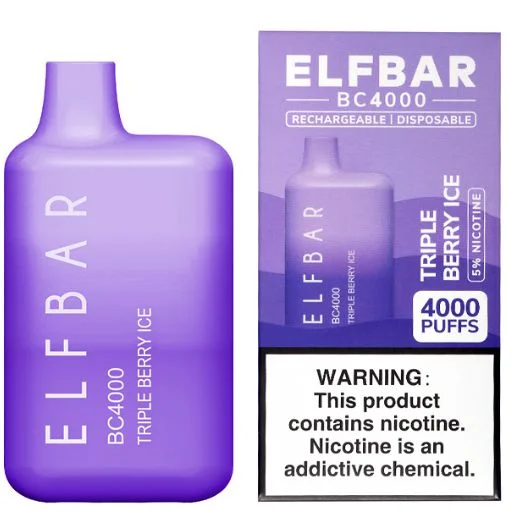 ELFBAR
BC4000
TRIPLE BERRY ICE
ELFBAR
BC4000
RECHARGEABLE | DISPOSABLE
ELFBAR
BC4000
TRIPLE BERRY ICE
TRIPLE
BERRY ICE
5% NICOTINE
4000
PUFFS
WARNING:
This product
contains nicotine.
Nicotine is an
addictive chemical.